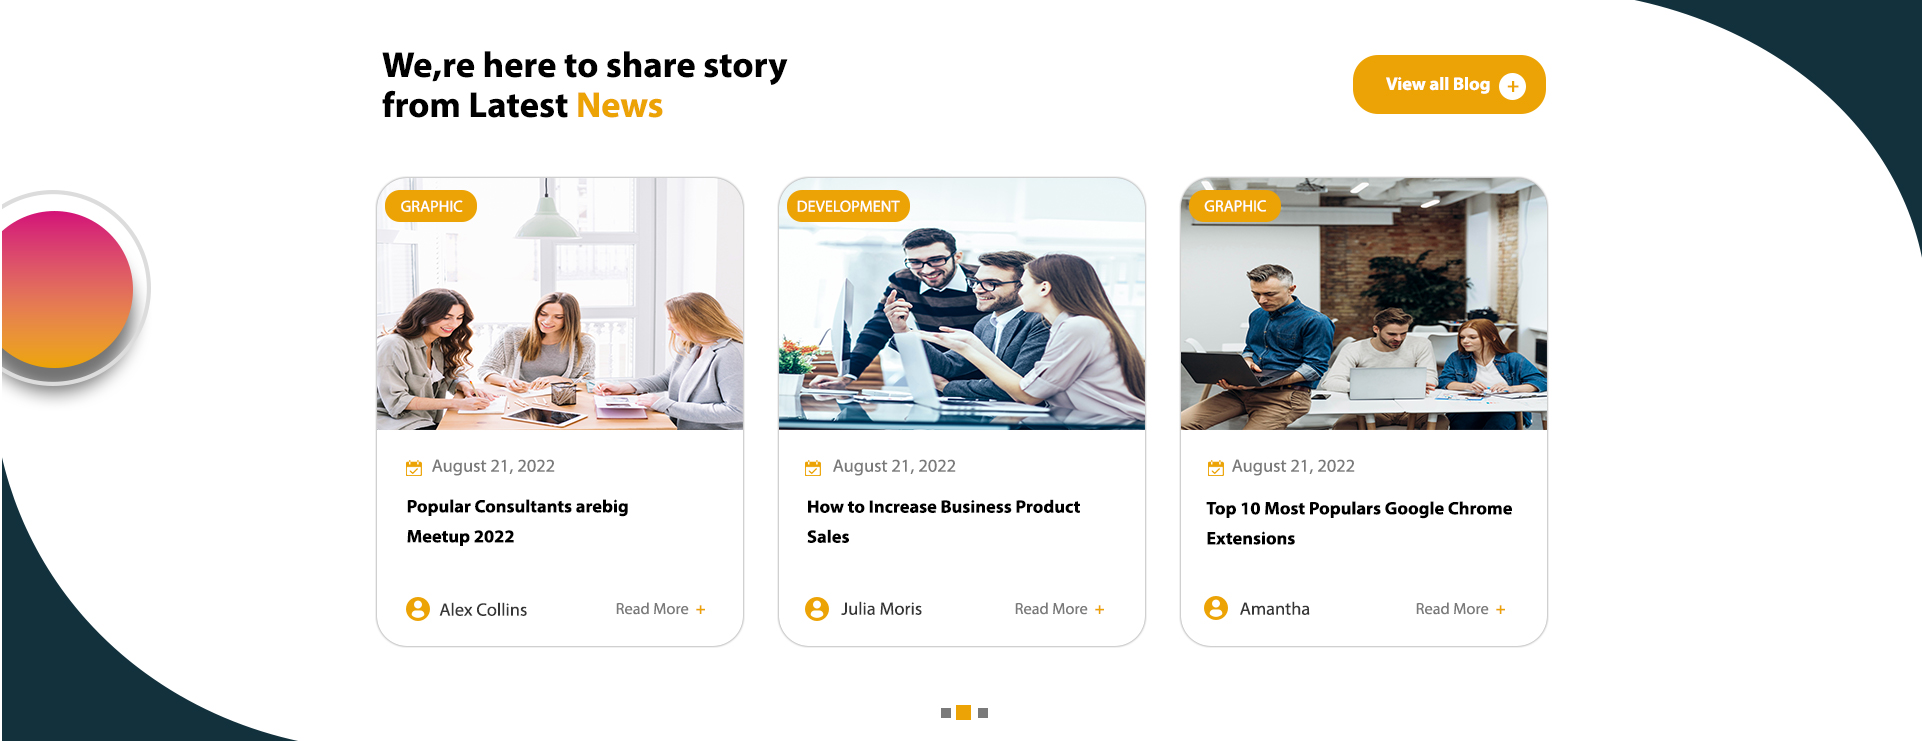 We,re here to share story
from Latest News
View all Blog +
GRAPHIC
August 21, 2022
Popular Consultants arebig
Meetup 2022
Alex Collins
Read More +
DEVELOPMENT
August 21, 2022
How to Increase Business Product
Sales
Julia Moris
Read More +
GRAPHIC
August 21, 2022
Top 10 Most Populars Google Chrome
Extensions
Amantha
Read More +